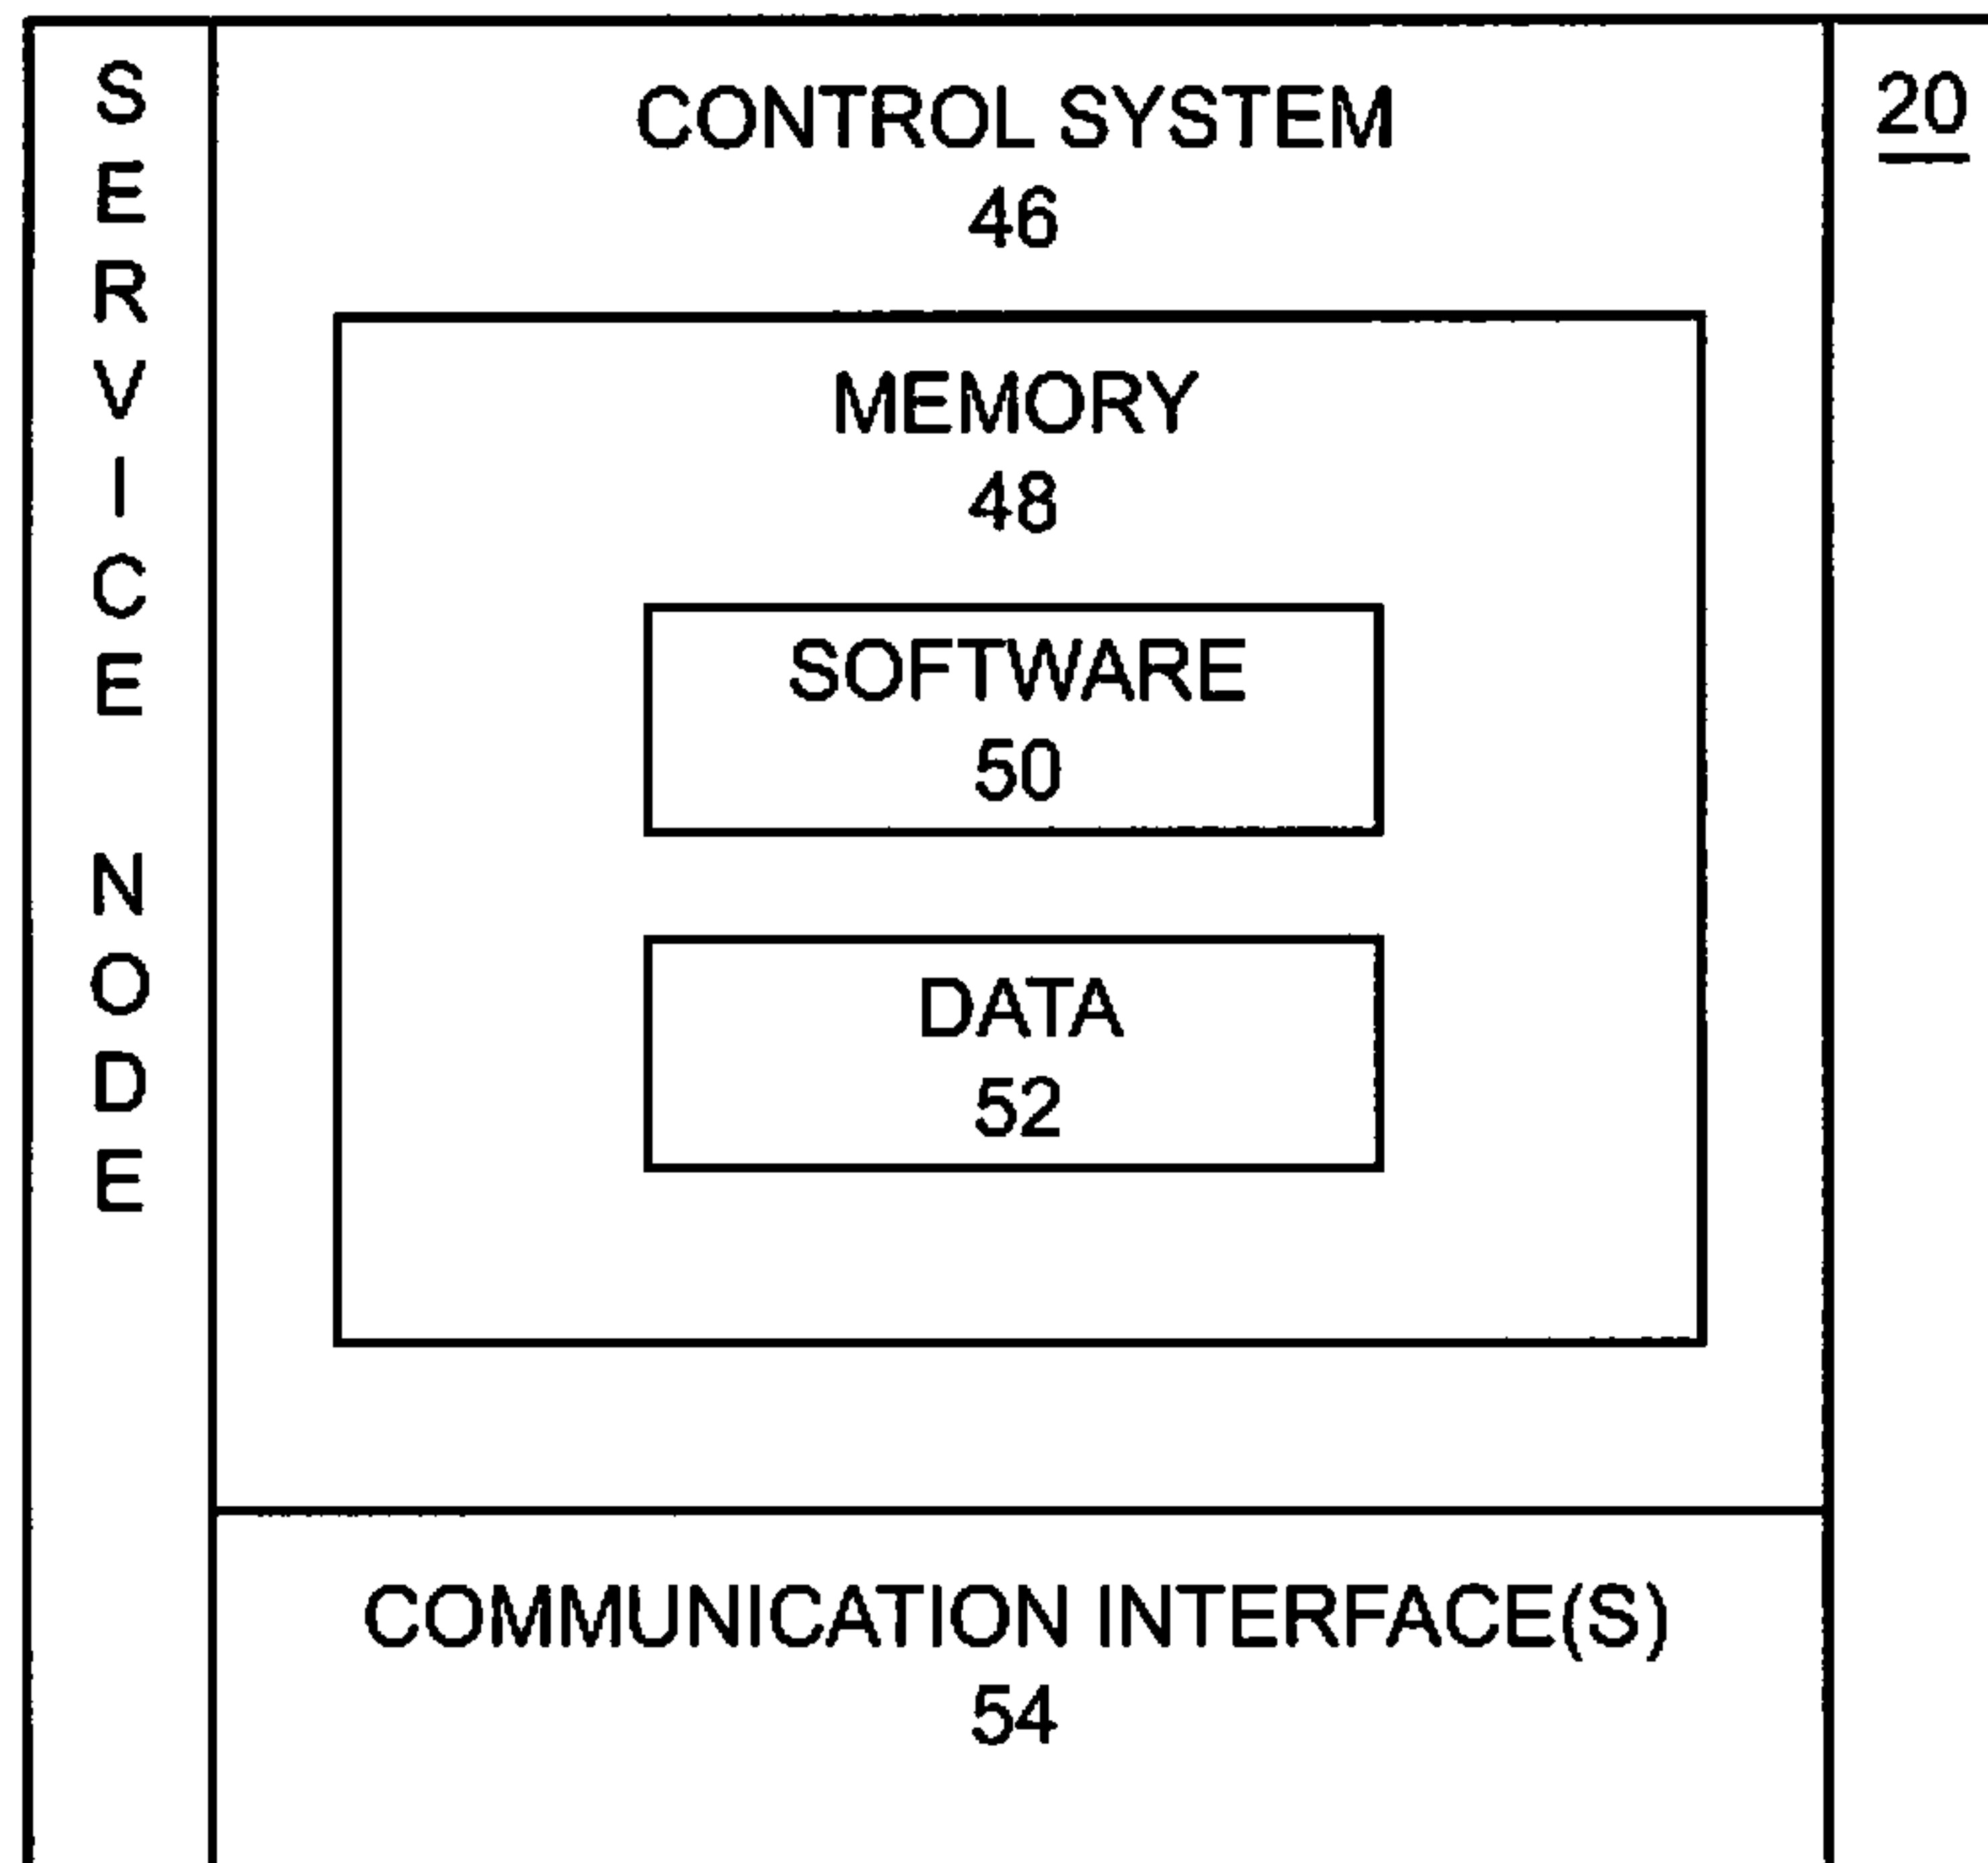 SERVICE NODE
CONTROL SYSTEM
46
20
MEMORY
48
SOFTWARE
50
DATA
52
COMMUNICATION INTERFACE(S)
54